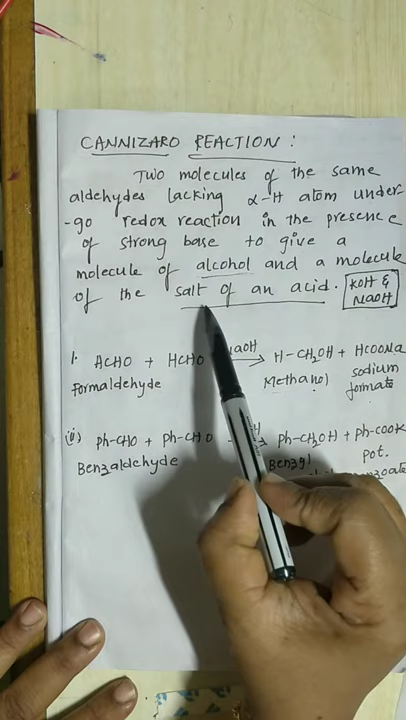 CANNIZARO REACTION:
Two molecules of the same
aldehydes lacking α-H atom under-
-go redox reaction in the presence
of strong base to give a
molecule of alcohol and a molecule
of the salt of an acid.
KOH &
NaOH
1. HCHO + HCHO NaOH → H-CH2OH + HCOONa
Formaldehyde Methanol sodium
formate
(ii) Ph-CHO + Ph-CHO → Ph-CH2OH + Ph-COOK
Benzaldehyde Benzyl pot.